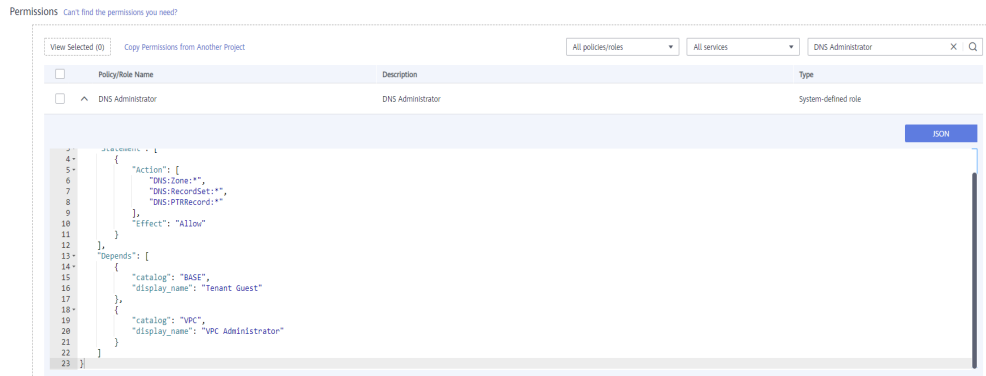 Permissions Can't find the permissions you need?
View Selected (0) Copy Permissions from Another Project All policies/roles All services DNS Administrator
Policy/Role Name Description Type
DNS Administrator DNS Administrator System-defined role
JSON
3 "Statement": [
4 {
5 "Action": [
6 "DNS:Zone:*",
7 "DNS:RecordSet:*",
8 "DNS:PTRRecord:*"
9 ],
10 "Effect": "Allow"
11 }
12 ],
13 "Depends": [
14 {
15 "catalog": "BASE",
16 "display_name": "Tenant Guest"
17 },
18 {
19 "catalog": "VPC",
20 "display_name": "VPC Administrator"
21 }
22 ]
23 }